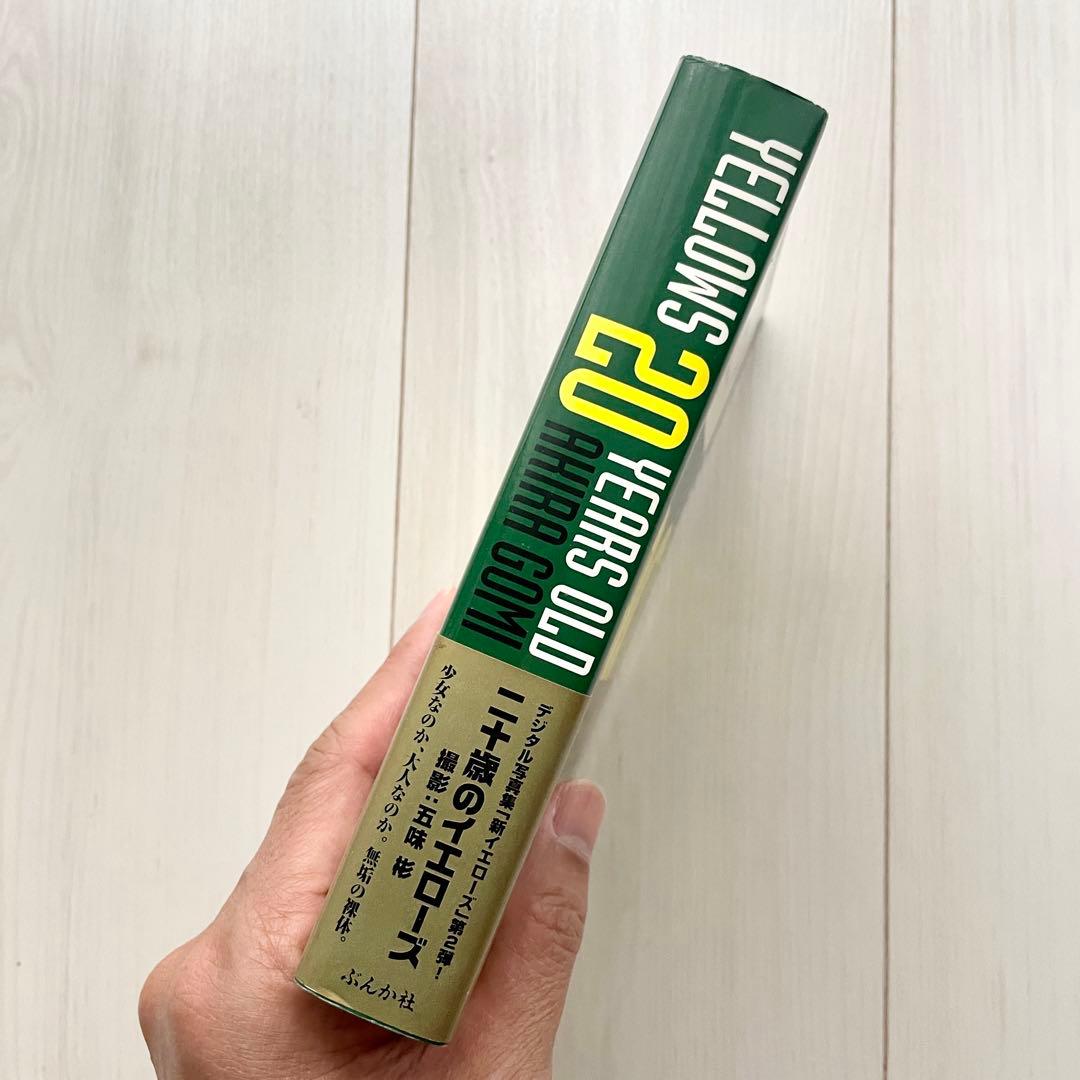 YELLOWS 20 YEARS OLD
AKIRA GOMI
デジタル写真集「新イエローズ」第2弾!
二十歳のイエローズ
撮影:五味 彬
少女なのか、大人なのか。無垢の裸体。
ぶんか社